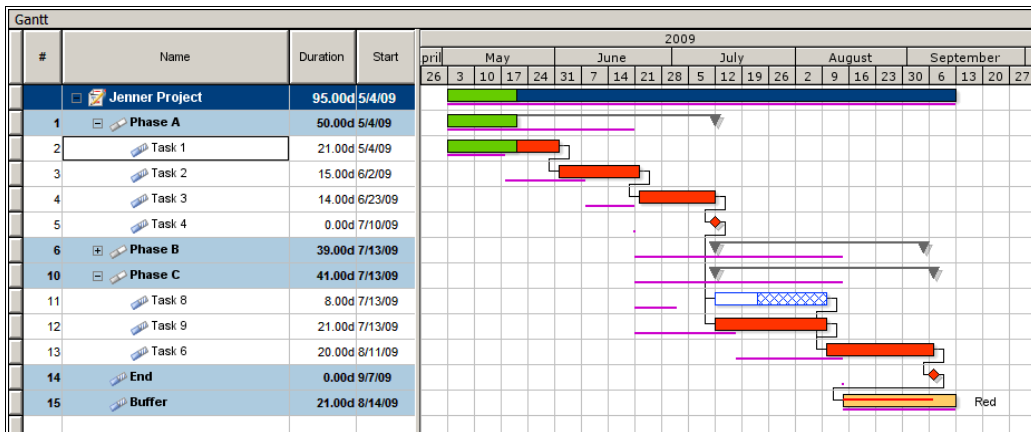 Gantt
# Name Duration Start
2009
pril May June July August September
26 3 10 17 24 31 7 14 21 28 5 12 19 26 2 9 16 23 30 6 13 20 27
Jenner Project 95.00d 5/4/09
1 Phase A 50.00d 5/4/09
2 Task 1 21.00d 5/4/09
3 Task 2 15.00d 6/2/09
4 Task 3 14.00d 6/23/09
5 Task 4 0.00d 7/10/09
6 Phase B 39.00d 7/13/09
10 Phase C 41.00d 7/13/09
11 Task 8 8.00d 7/13/09
12 Task 9 21.00d 7/13/09
13 Task 6 20.00d 8/11/09
14 End 0.00d 9/7/09
15 Buffer 21.00d 8/14/09 Red